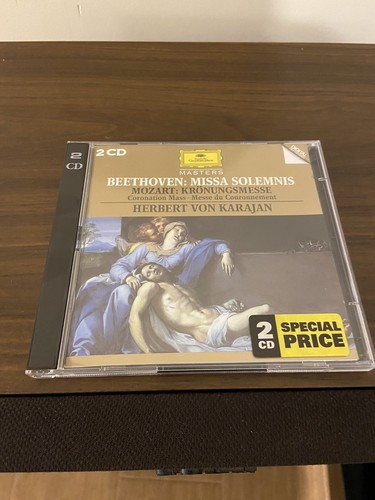 2
CD
2 CD
MASTERS
BEETHOVEN: MISSA SOLEMNIS
MOZART: KRÖNUNGSMESSE
Coronation Mass · Messe du Couronnement
HERBERT VON KARAJAN
2
CD
SPECIAL
PRICE